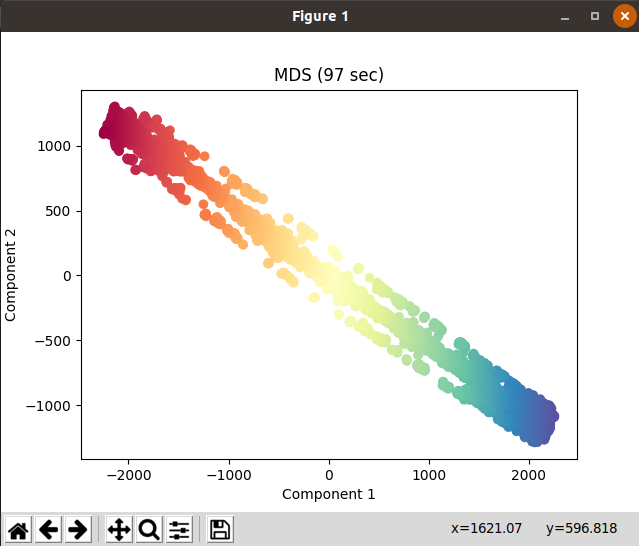 Figure 1
MDS (97 sec)
1000
500
0
−500
−1000
Component 2
−2000
−1000
0
1000
2000
Component 1
x=1621.07 y=596.818